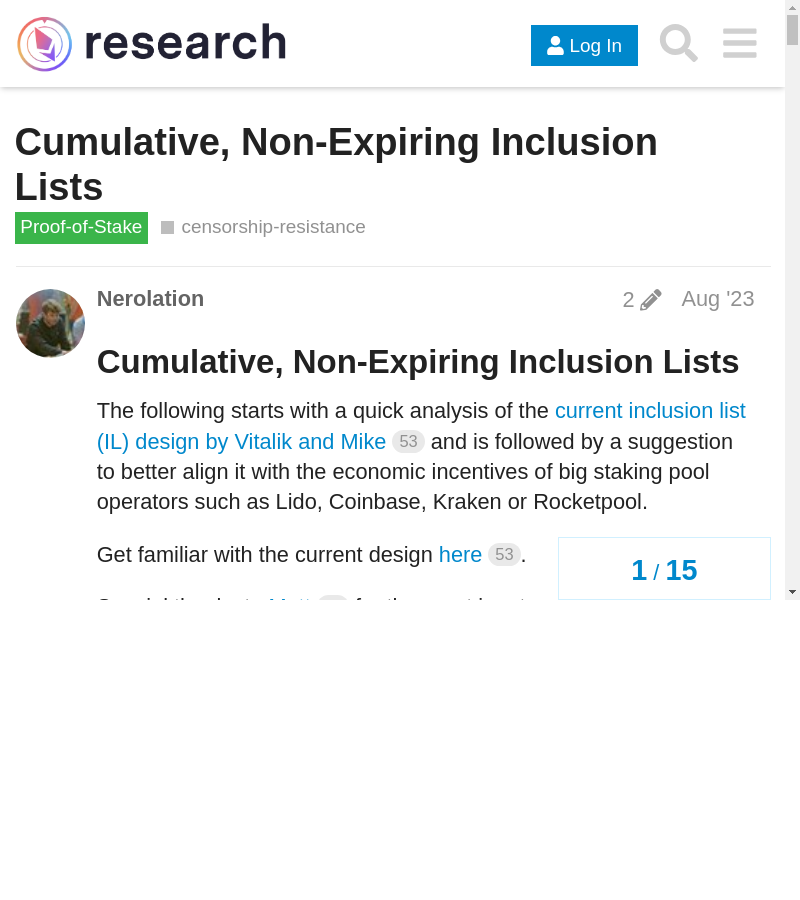 research
Log In
Cumulative, Non-Expiring Inclusion
Lists
Proof-of-Stake censorship-resistance
Nerolation 2 Aug '23
Cumulative, Non-Expiring Inclusion Lists
The following starts with a quick analysis of the current inclusion list
(IL) design by Vitalik and Mike 53 and is followed by a suggestion
to better align it with the economic incentives of big staking pool
operators such as Lido, Coinbase, Kraken or Rocketpool.
Get familiar with the current design here 53.
1 / 15